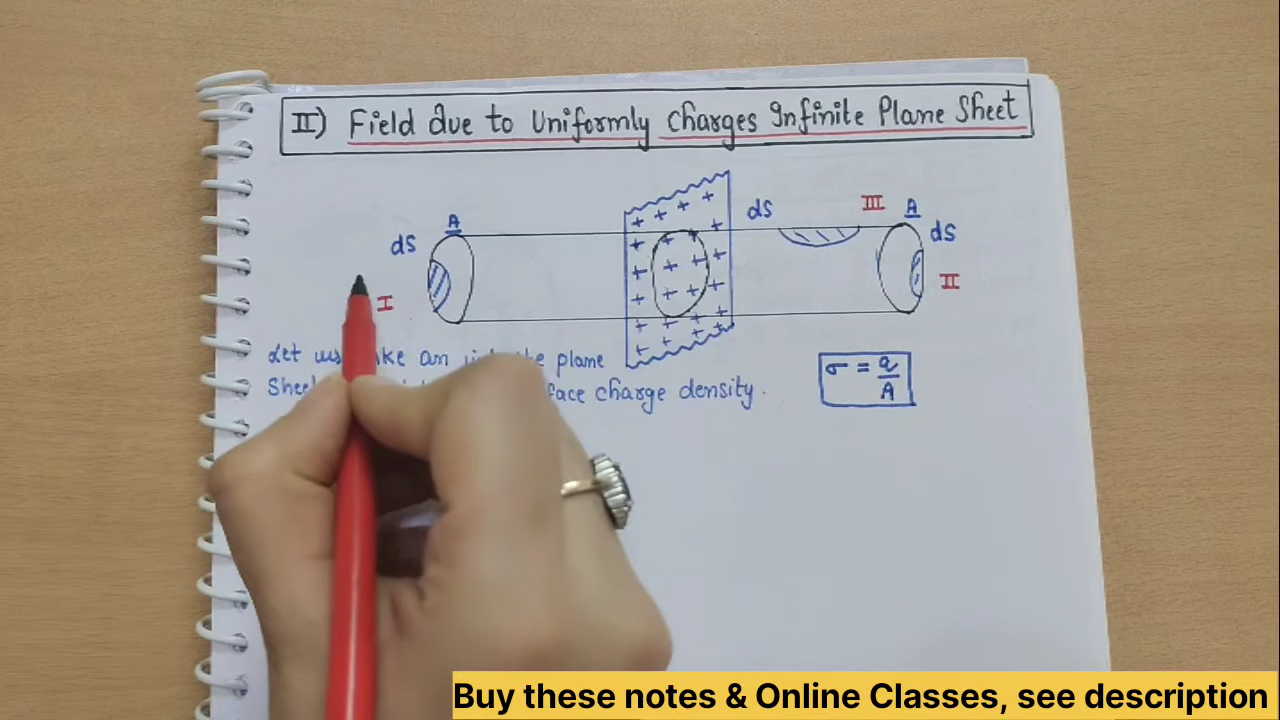 II) Field due to Uniformly Charges Infinite Plane Sheet
A
ds
I
ds
III
A
ds
II
Let us an plane
charge density.
σ = q/A
Buy these notes & Online Classes, see description